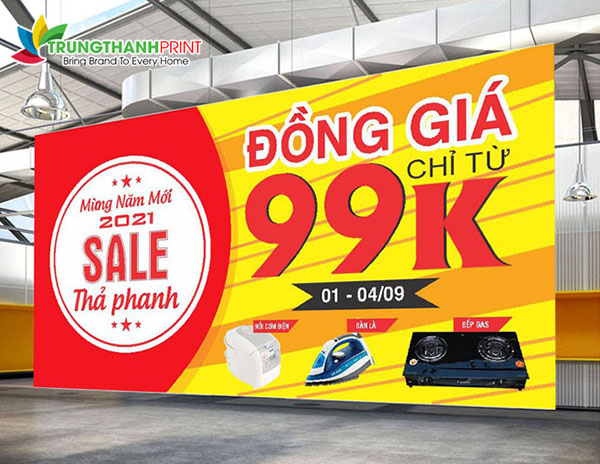 TRUNGTHANHPRINT
Bring Brand To Every Home
Mừng Năm Mới
2021
SALE
Thả phanh
ĐỒNG GIÁ
CHỈ TỪ
99K
01 - 04/09
NỒI CƠM ĐIỆN
BÀN LÀ
BẾP GAS